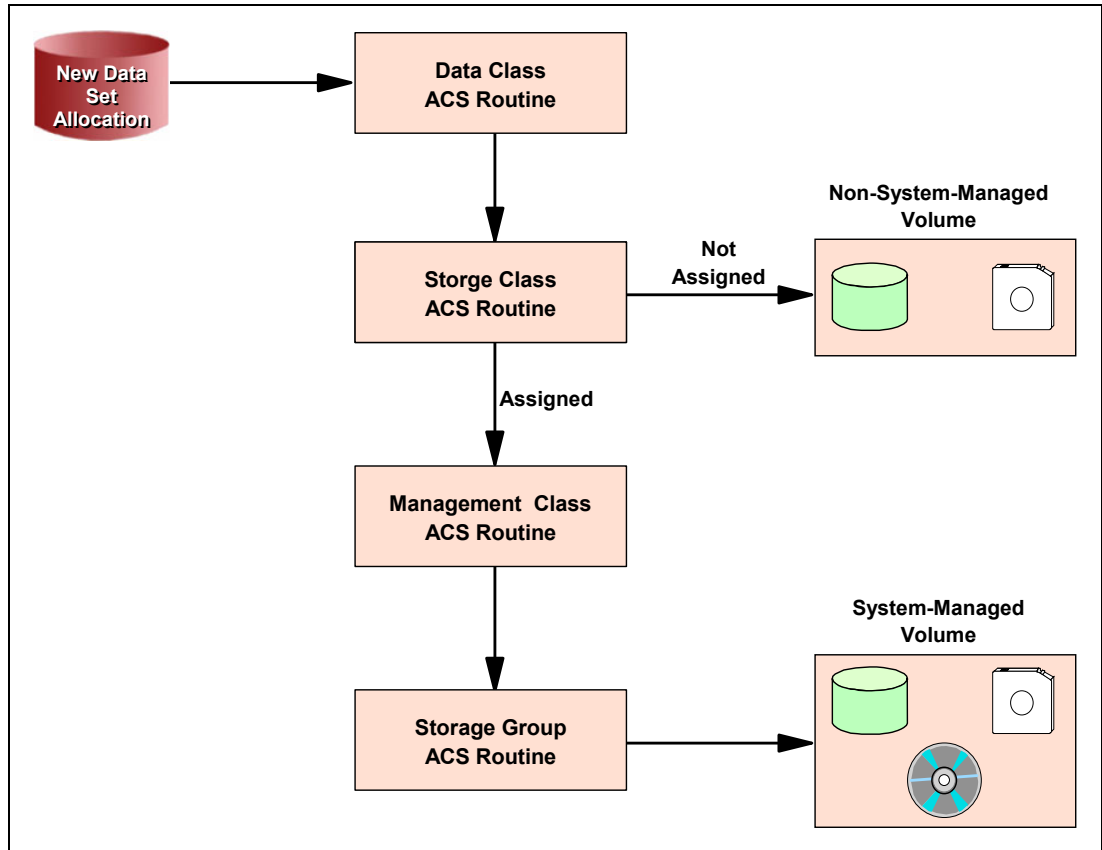 New Data
Set
Allocation
Data Class
ACS Routine
Non-System-Managed
Volume
Not
Assigned
Storge Class
ACS Routine
Assigned
Management Class
ACS Routine
System-Managed
Volume
Storage Group
ACS Routine